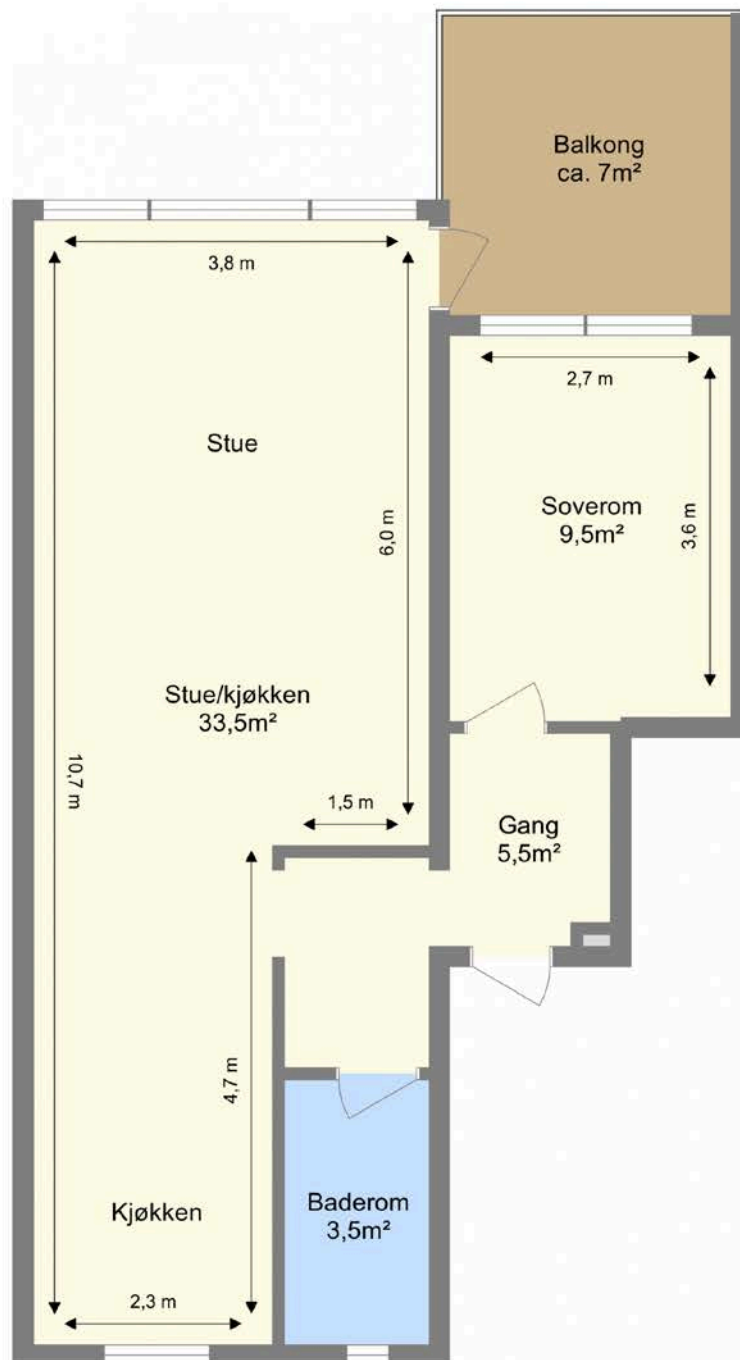 Balkong
ca. 7m²
3,8 m
2,7 m
Stue
6,0 m
Soverom
9,5m²
3,6 m
Stue/kjøkken
33,5m²
10,7 m
1,5 m
Gang
5,5m²
4,7 m
Kjøkken
Baderom
3,5m²
2,3 m